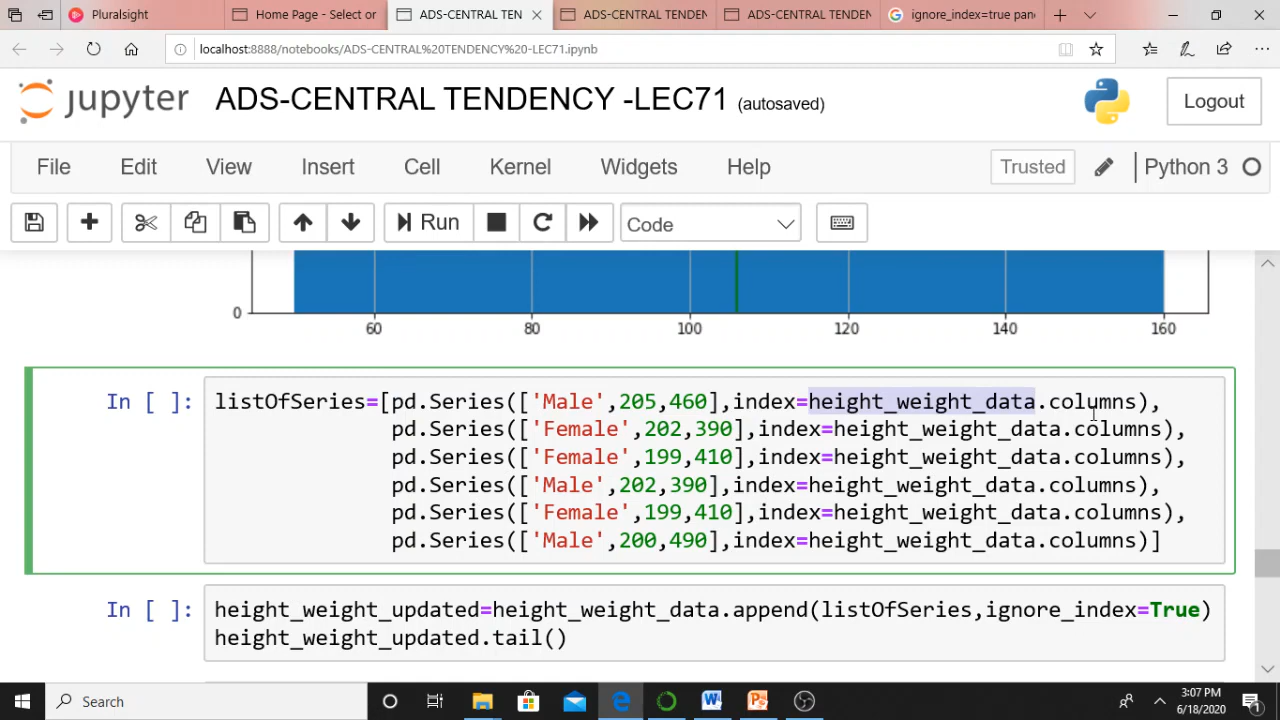 Pluralsight
Home Page - Select or
ADS-CENTRAL TEN
ADS-CENTRAL TENDEN
ADS-CENTRAL TENDEN
ignore_index=true pan
localhost:8888/notebooks/ADS-CENTRAL%20TENDENCY%20-LEC71.ipynb
jupyter ADS-CENTRAL TENDENCY -LEC71 (autosaved)
Logout
File Edit View Insert Cell Kernel Widgets Help
Trusted
Python 3
Run
Code
0
60 80 100 120 140 160
In [ ]: listOfSeries=[pd.Series(['Male',205,460],index=height_weight_data.columns),
pd.Series(['Female',202,390],index=height_weight_data.columns),
pd.Series(['Female',199,410],index=height_weight_data.columns),
pd.Series(['Male',202,390],index=height_weight_data.columns),
pd.Series(['Female',199,410],index=height_weight_data.columns),
pd.Series(['Male',200,490],index=height_weight_data.columns)]
In [ ]: height_weight_updated=height_weight_data.append(listOfSeries,ignore_index=True)
height_weight_updated.tail()
Search
3:07 PM
6/18/2020